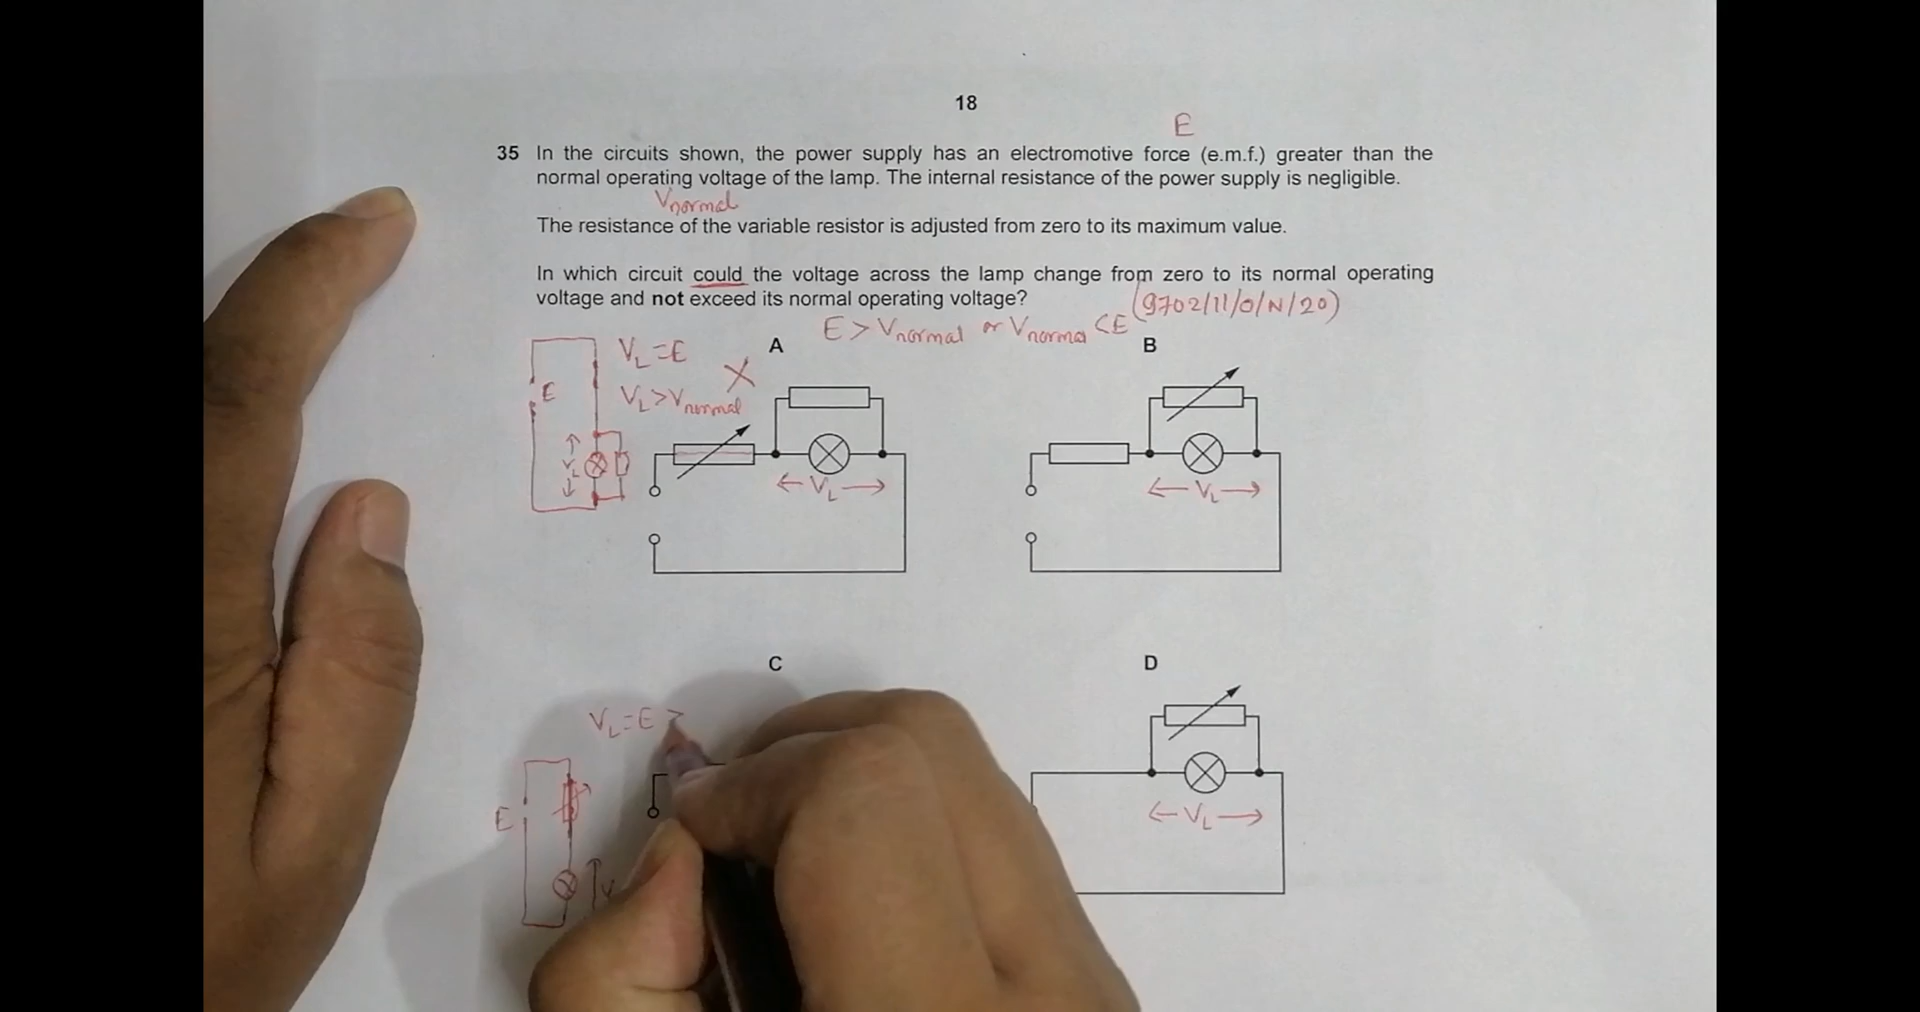 18
E
35 In the circuits shown, the power supply has an electromotive force (e.m.f.) greater than the
normal operating voltage of the lamp. The internal resistance of the power supply is negligible.
Vnormal
The resistance of the variable resistor is adjusted from zero to its maximum value.
In which circuit could the voltage across the lamp change from zero to its normal operating
voltage and not exceed its normal operating voltage?
(9702/11/O/N/20)
E > Vnormal or Vnormal < E
VL = E
A
B
E
VL > Vnormal
X
VL
VL
VL
C
D
VL = E >
E
VL